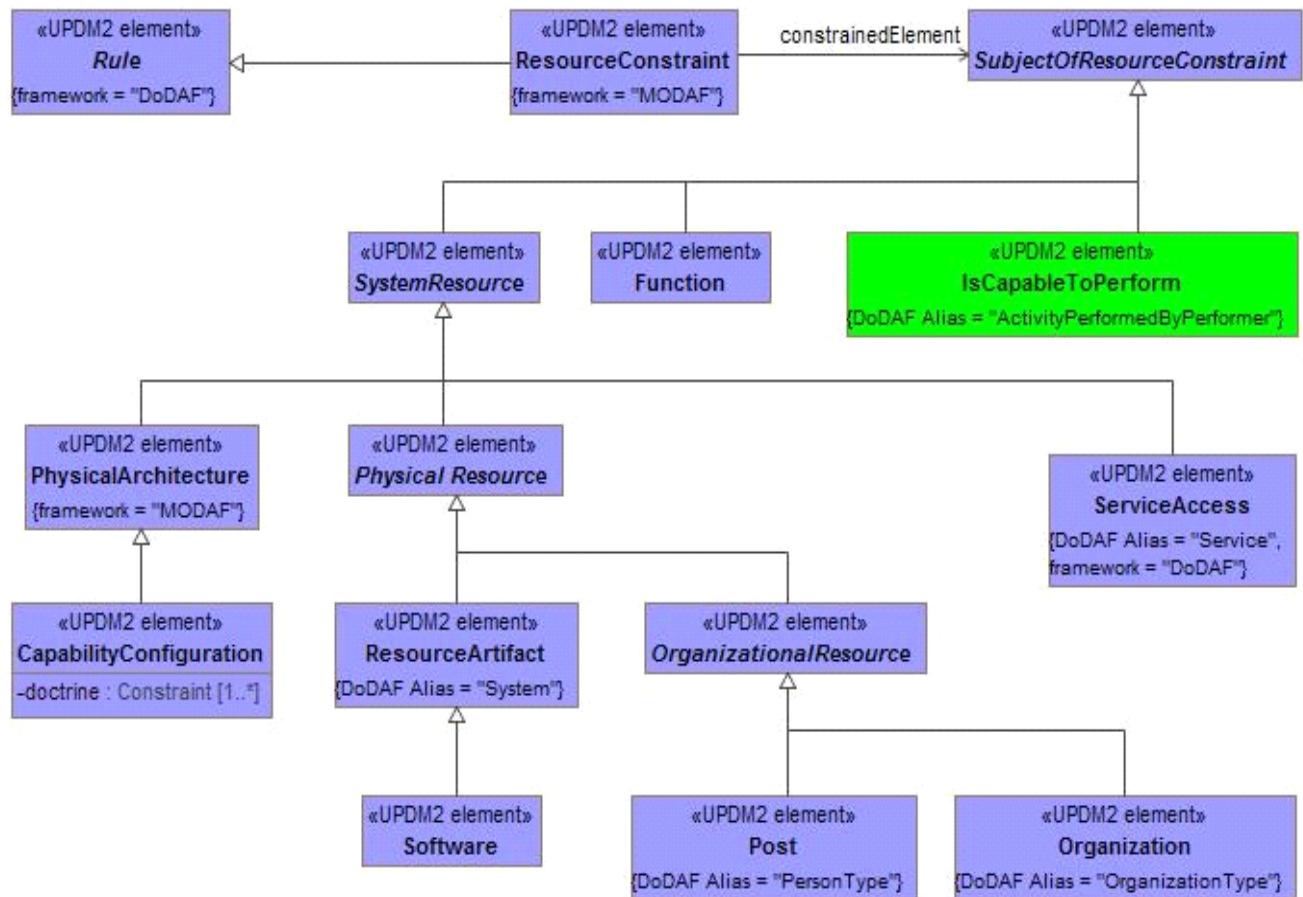 «UPDM2 element»
Rule
{framework = "DoDAF"}
«UPDM2 element»
ResourceConstraint
{framework = "MODAF"}
constrainedElement
«UPDM2 element»
SubjectOfResourceConstraint
«UPDM2 element»
SystemResource
«UPDM2 element»
Function
«UPDM2 element»
IsCapableToPerform
{DoDAF Alias = "ActivityPerformedByPerformer"}
«UPDM2 element»
PhysicalArchitecture
{framework = "MODAF"}
«UPDM2 element»
Physical Resource
«UPDM2 element»
ServiceAccess
{DoDAF Alias = "Service",
framework = "DoDAF"}
«UPDM2 element»
CapabilityConfiguration
-doctrine : Constraint [1..*]
«UPDM2 element»
ResourceArtifact
{DoDAF Alias = "System"}
«UPDM2 element»
OrganizationalResource
«UPDM2 element»
Software
«UPDM2 element»
Post
{DoDAF Alias = "PersonType"}
«UPDM2 element»
Organization
{DoDAF Alias = "OrganizationType"}